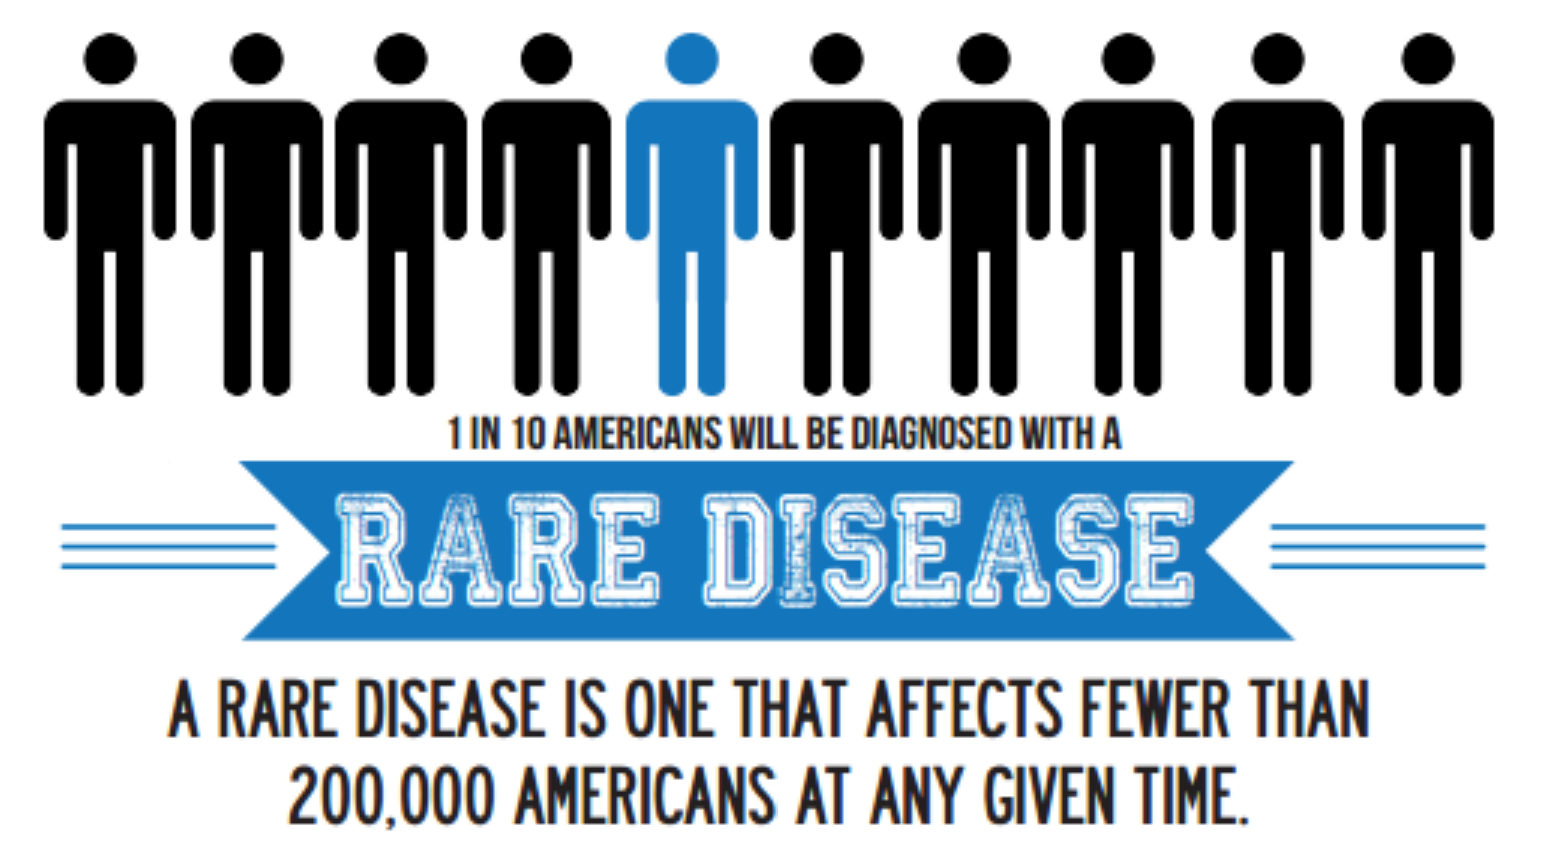 1 IN 10 AMERICANS WILL BE DIAGNOSED WITH A
RARE DISEASE
A RARE DISEASE IS ONE THAT AFFECTS FEWER THAN
200,000 AMERICANS AT ANY GIVEN TIME.